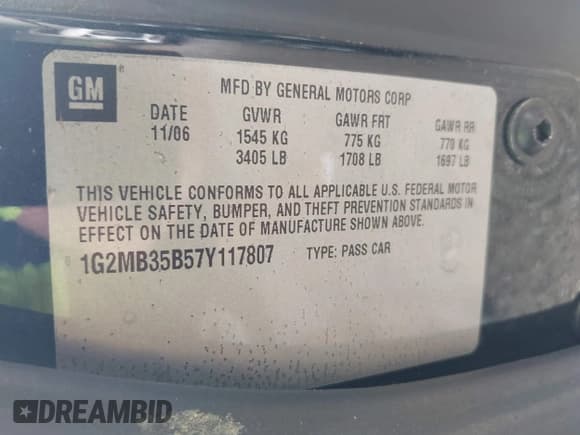 GM
MFD BY GENERAL MOTORS CORP
DATE GVWR GAWR FRT GAWR RR
11/06 1545 KG 775 KG 770 KG
3405 LB 1708 LB 1697 LB
THIS VEHICLE CONFORMS TO ALL APPLICABLE U.S. FEDERAL MOTOR
VEHICLE SAFETY, BUMPER, AND THEFT PREVENTION STANDARDS IN
EFFECT ON THE DATE OF MANUFACTURE SHOWN ABOVE.
1G2MB35B57Y117807 TYPE: PASS CAR
DREAMBID